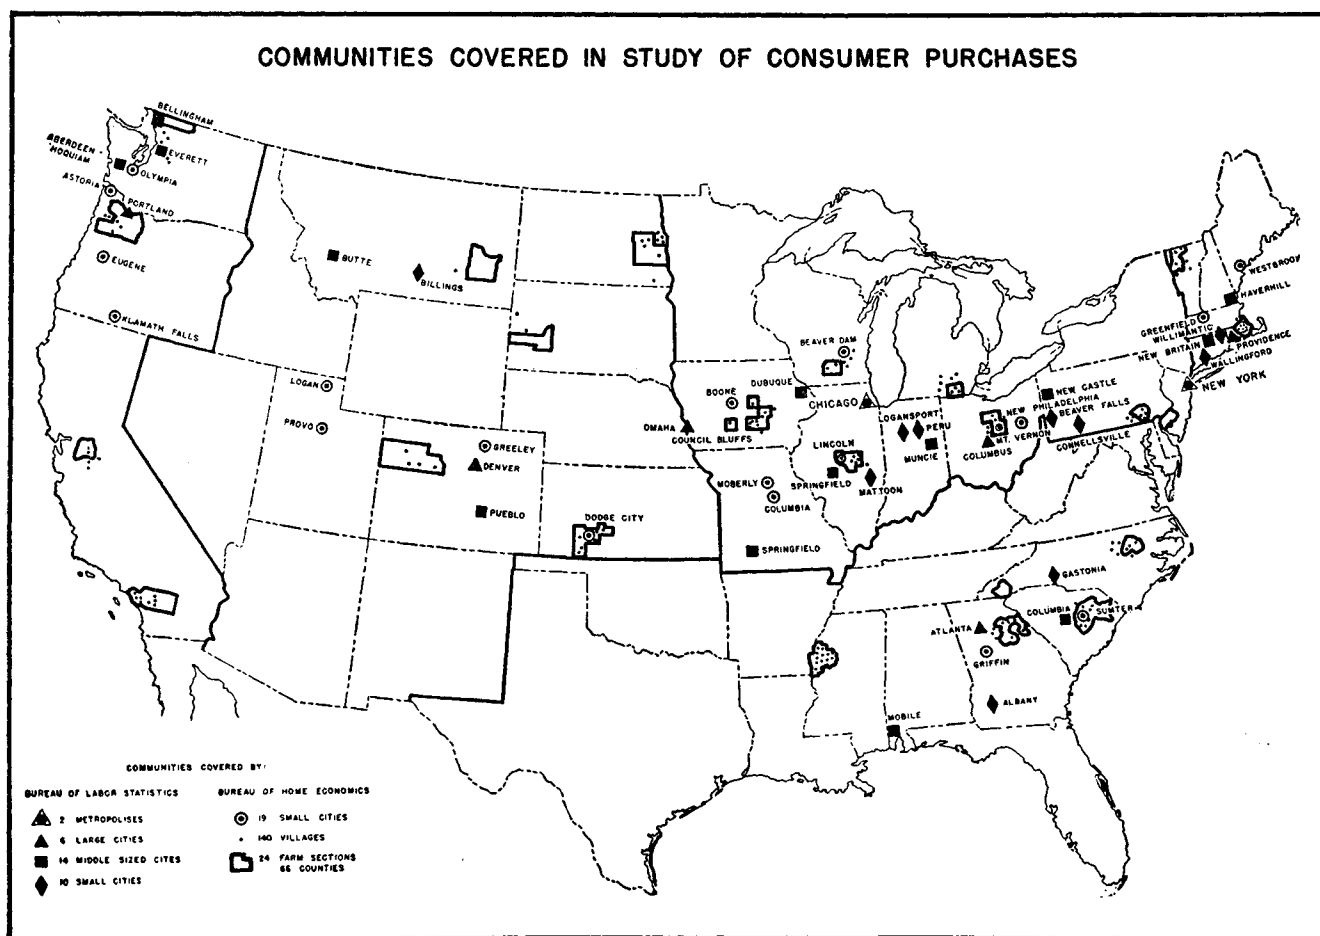 COMMUNITIES COVERED IN STUDY OF CONSUMER PURCHASES
BELLINGHAM
ABERDEEN
HOQUIAM
EVERETT
OLYMPIA
ASTORIA
PORTLAND
EUGENE
KLAMATH FALLS
BUTTE
BILLINGS
LOGAN
PROVO
GREELEY
DENVER
PUEBLO
DODGE CITY
OMAHA
COUNCIL BLUFFS
BOONE
DUBUQUE
BEAVER DAM
CHICAGO
MOBERLY
COLUMBIA
SPRINGFIELD
LINCOLN
SPRINGFIELD
MATTOON
LOGANSPORT
PERU
MUNCIE
COLUMBUS
MT. VERNON
NEW PHILADELPHIA
NEW CASTLE
BEAVER FALLS
CONNELLSVILLE
WESTBROOK
HAVERHILL
GREENFIELD
WILLIMANTIC
NEW BRITAIN
PROVIDENCE
WALLINGFORD
NEW YORK
GASTONIA
COLUMBIA
SUMTER
ATLANTA
GRIFFIN
ALBANY
MOBILE
COMMUNITIES COVERED BY:
BUREAU OF LABOR STATISTICS
2 METROPOLISES
6 LARGE CITIES
14 MIDDLE SIZED CITES
10 SMALL CITIES
BUREAU OF HOME ECONOMICS
19 SMALL CITIES
140 VILLAGES
24 FARM SECTIONS
66 COUNTIES